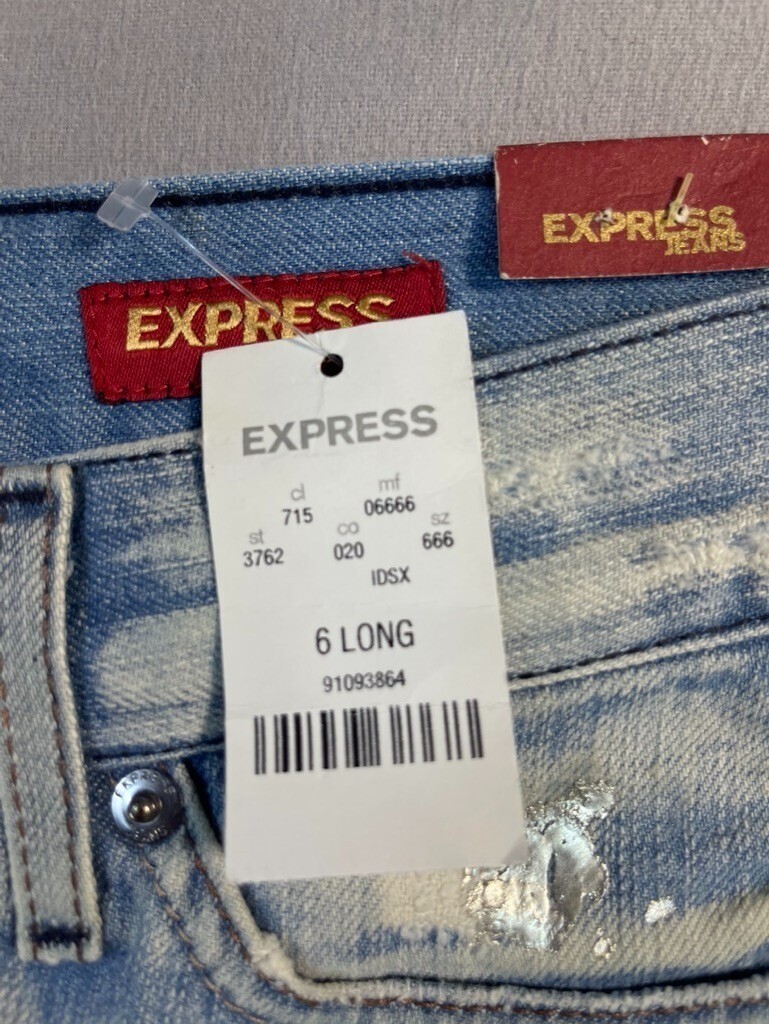 EXPRESS
JEANS
EXPRESS
EXPRESS
cl mf
715 06666
st co sz
3762 020 666
IDSX
6 LONG
91093864